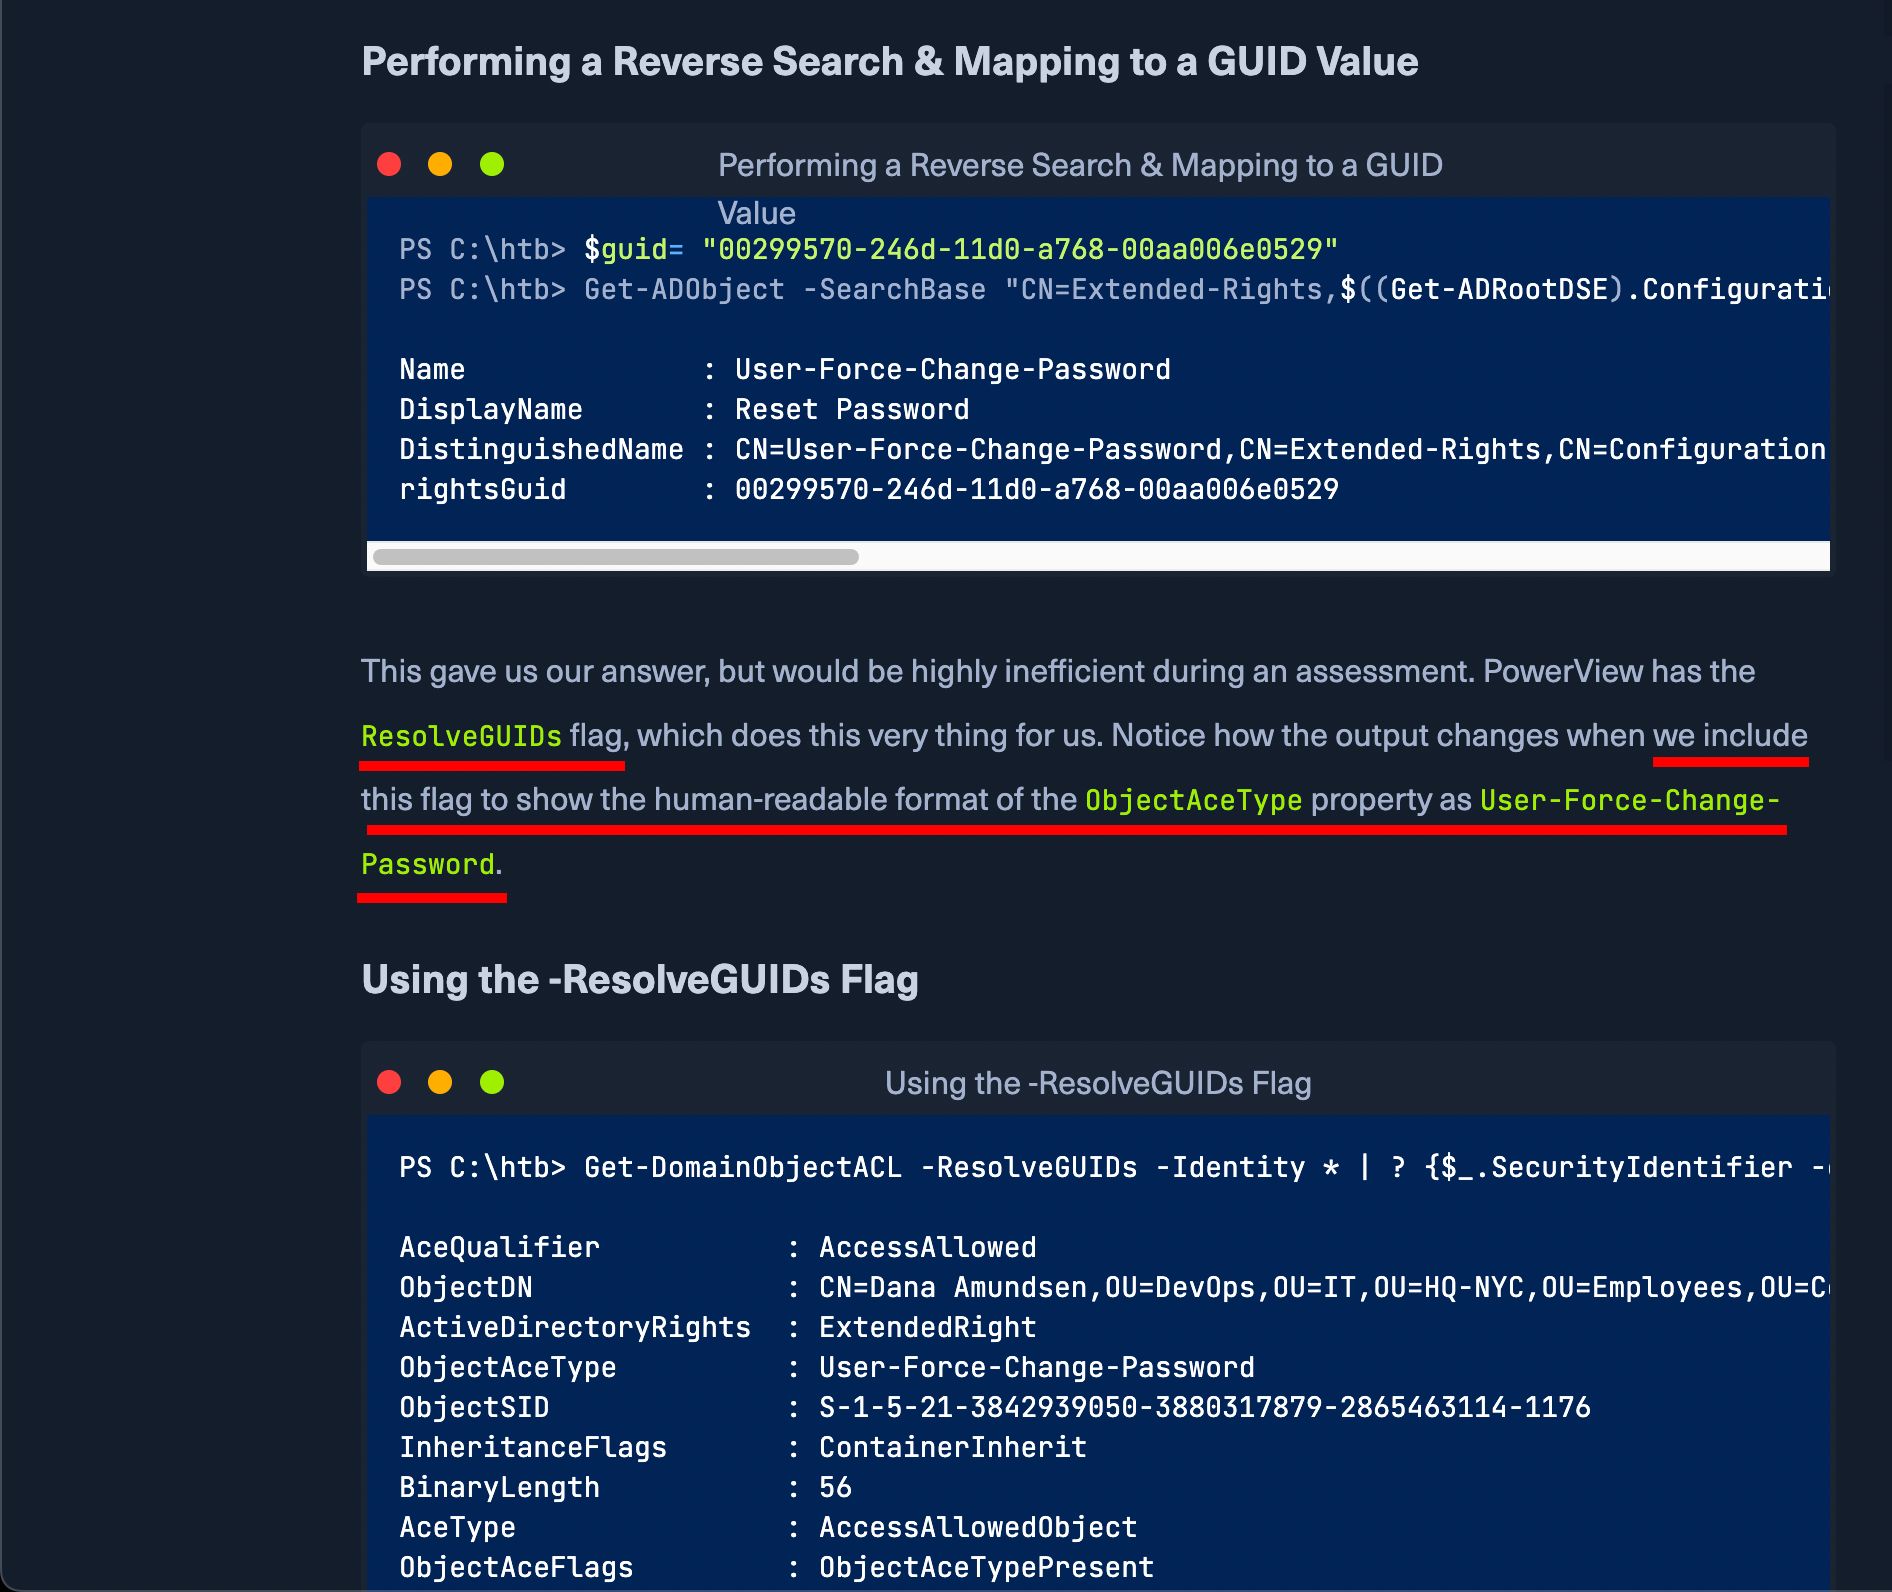 Performing a Reverse Search & Mapping to a GUID Value
Performing a Reverse Search & Mapping to a GUID
Value
PS C:\htb> $guid= "00299570-246d-11d0-a768-00aa006e0529"
PS C:\htb> Get-ADObject -SearchBase "CN=Extended-Rights,$((Get-ADRootDSE).Configurati
Name : User-Force-Change-Password
DisplayName : Reset Password
DistinguishedName : CN=User-Force-Change-Password,CN=Extended-Rights,CN=Configuration
rightsGuid : 00299570-246d-11d0-a768-00aa006e0529
This gave us our answer, but would be highly inefficient during an assessment. PowerView has the
ResolveGUIDs flag, which does this very thing for us. Notice how the output changes when we include
this flag to show the human-readable format of the ObjectAceType property as User-Force-Change-
Password.
Using the -ResolveGUIDs Flag
Using the -ResolveGUIDs Flag
PS C:\htb> Get-DomainObjectACL -ResolveGUIDs -Identity * | ? {$_.SecurityIdentifier -
AceQualifier : AccessAllowed
ObjectDN : CN=Dana Amundsen,OU=DevOps,OU=IT,OU=HQ-NYC,OU=Employees,OU=C
ActiveDirectoryRights : ExtendedRight
ObjectAceType : User-Force-Change-Password
ObjectSID : S-1-5-21-3842939050-3880317879-2865463114-1176
InheritanceFlags : ContainerInherit
BinaryLength : 56
AceType : AccessAllowedObject
ObjectAceFlags : ObjectAceTypePresent